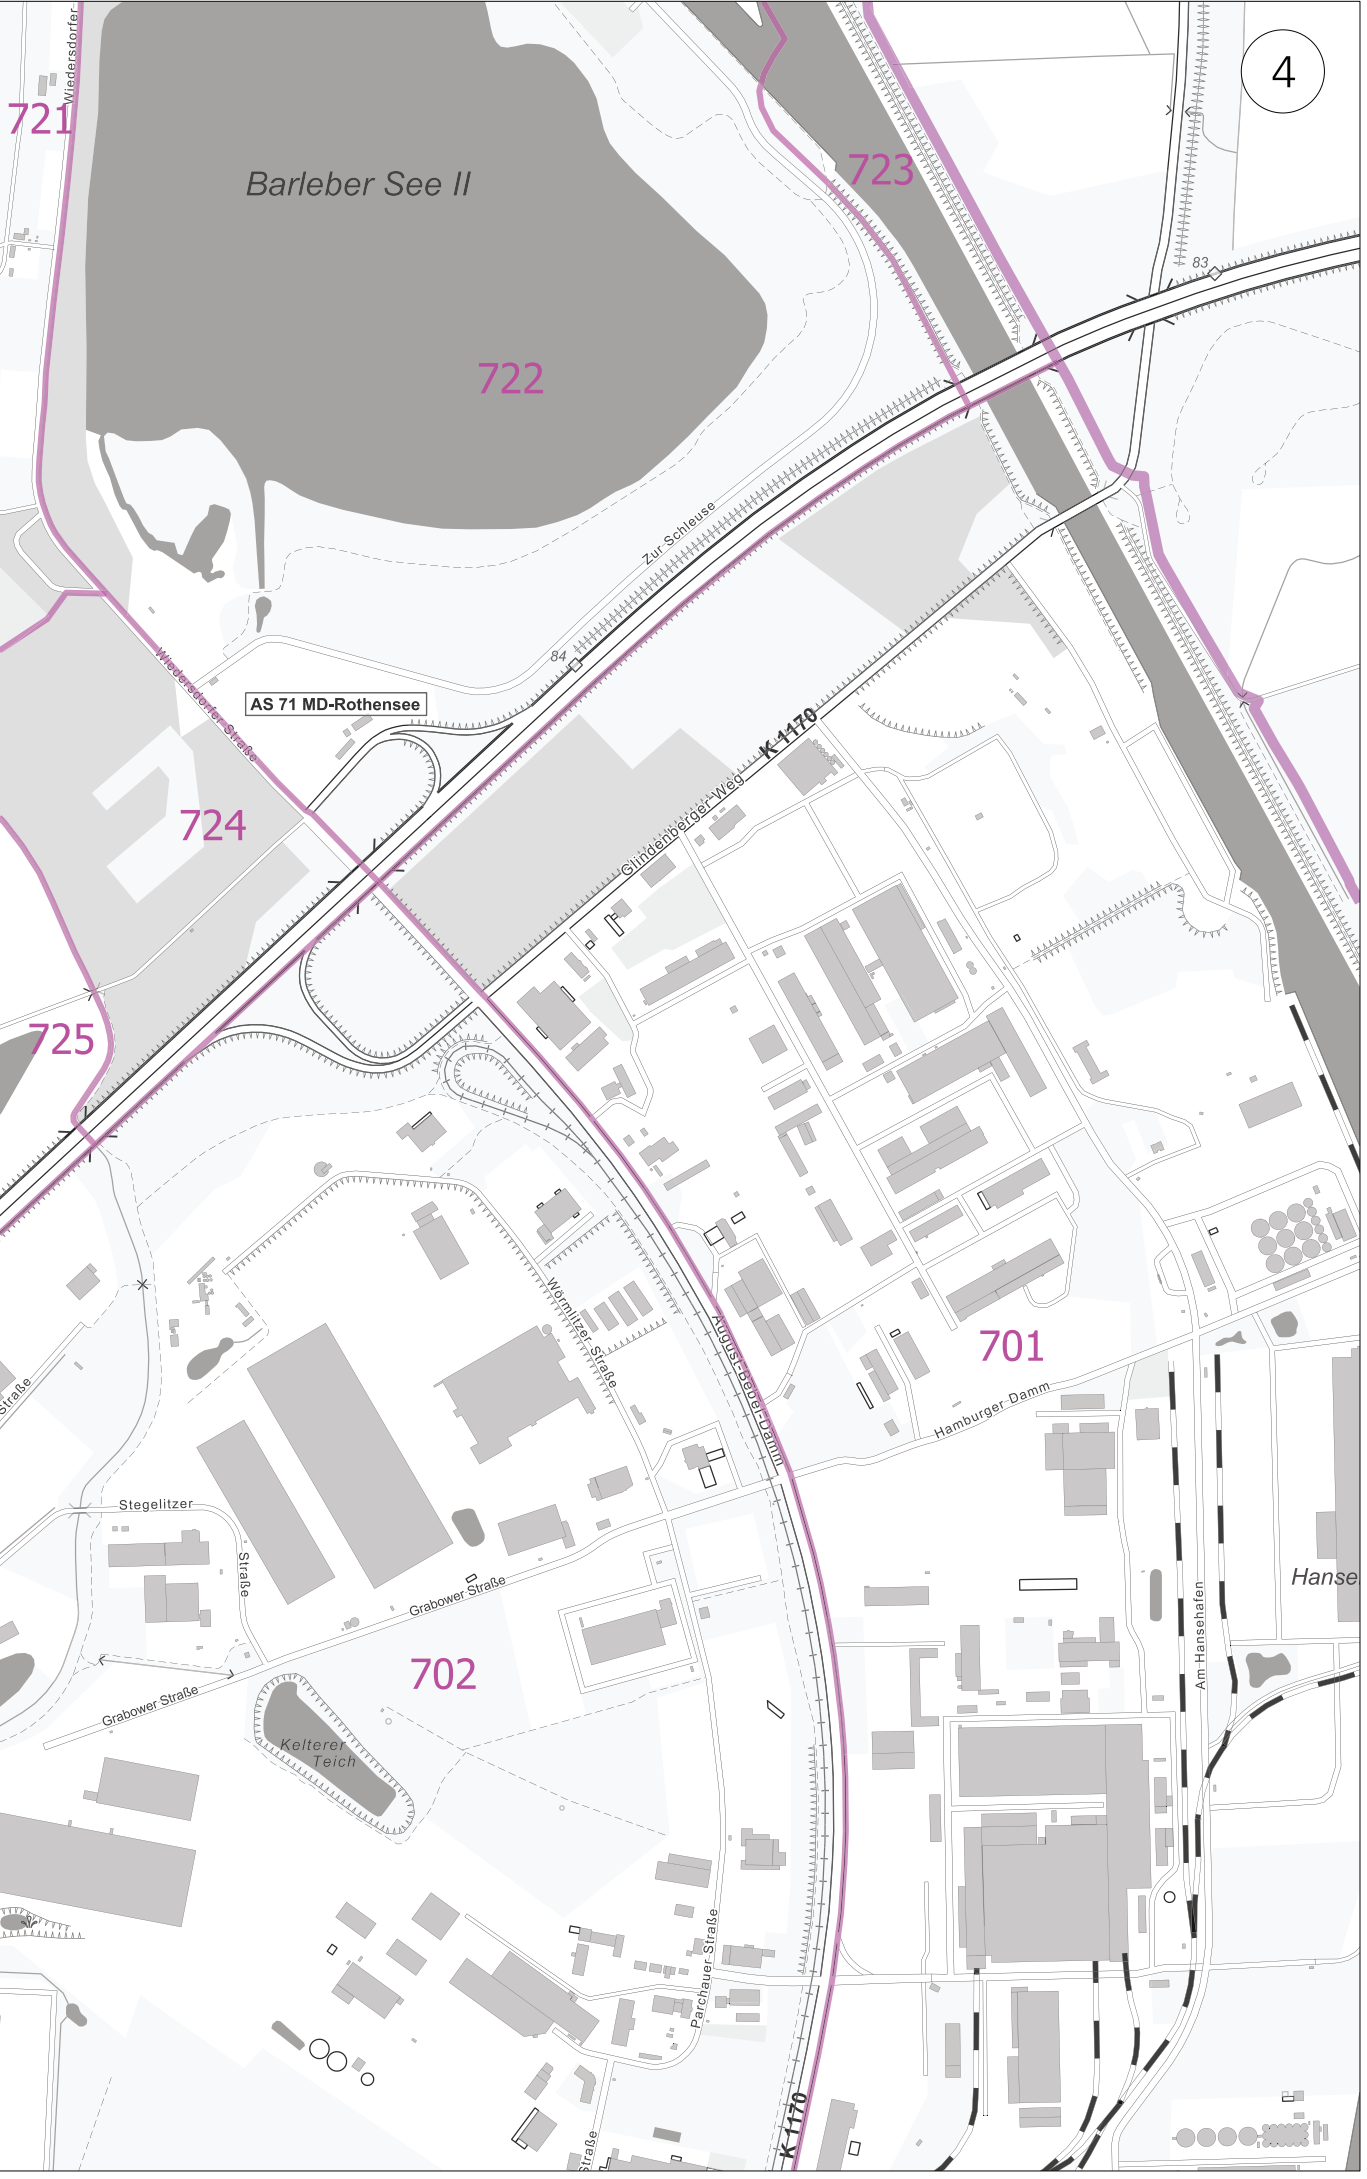 4
Wiedersdorfer
721
Barleber See II
723
83
722
Zur Schleuse
84
AS 71 MD-Rothensee
Wiedersdorfer Straße
K 1170
Glindenberger Weg
724
725
Wörmlitzer Straße
August-Bebel-Damm
701
Straße
Hamburger Damm
Stegelitzer
Straße
Grabower Straße
Hanse
Am Hansehafen
702
Grabower Straße
Kelterer
Teich
Parchauer Straße
K 1170
Straße